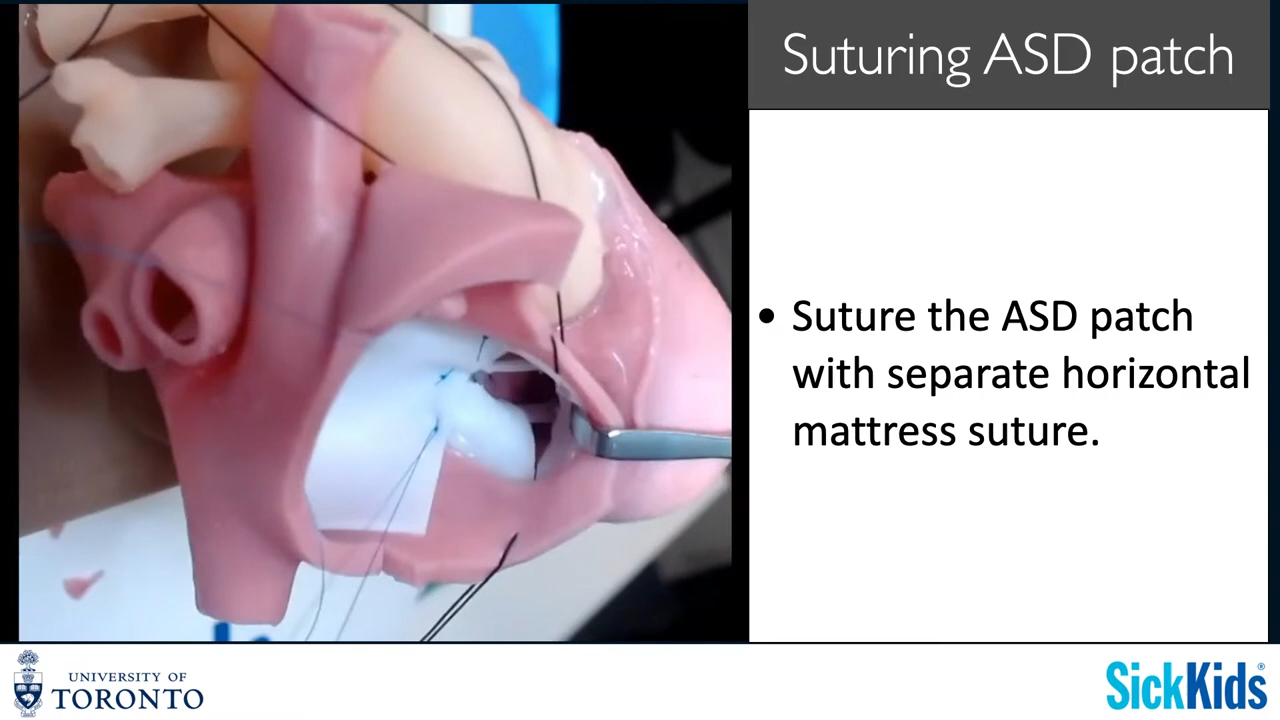 Suturing ASD patch
• Suture the ASD patch
with separate horizontal
mattress suture.
UNIVERSITY OF
TORONTO
SickKids®